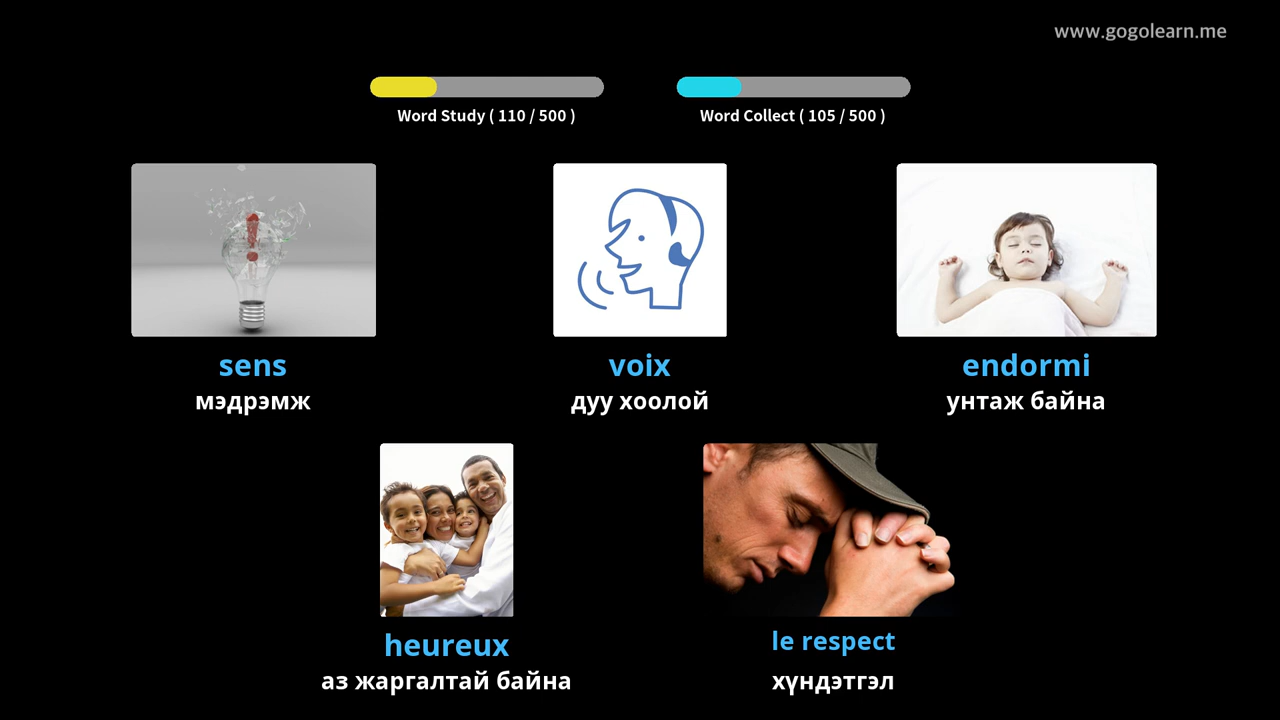 www.gogolearn.me
Word Study ( 110 / 500 )
Word Collect ( 105 / 500 )
sens
мэдрэмж
voix
дуу хоолой
endormi
унтаж байна
heureux
аз жаргалтай байна
le respect
хүндэтгэл